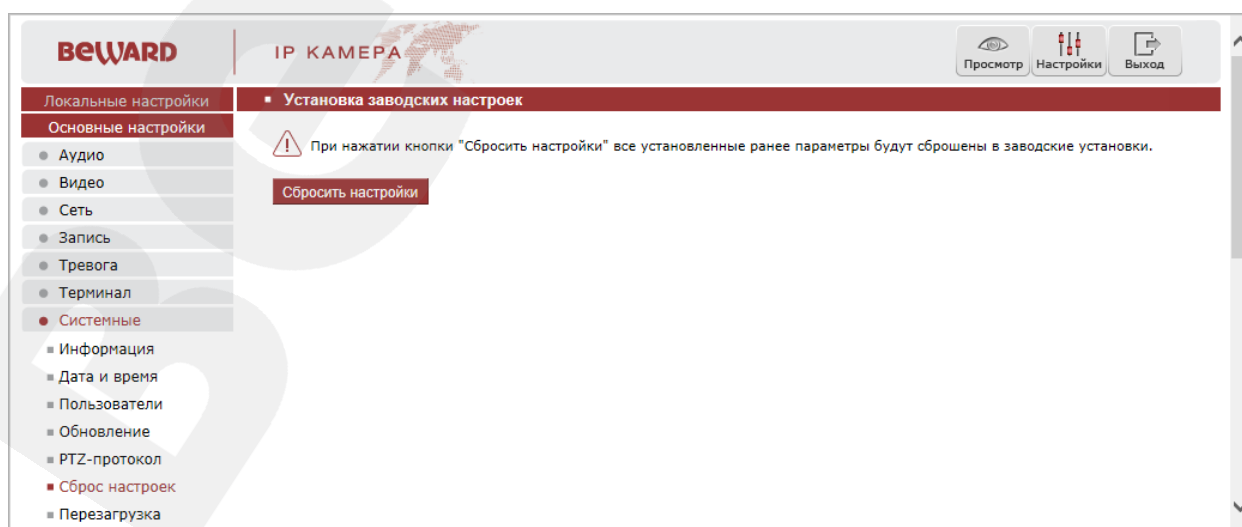 BEWARD
IP КАМЕРА
Просмотр
Настройки
Выход
Локальные настройки
Основные настройки
Аудио
Видео
Сеть
Запись
Тревога
Терминал
Системные
Информация
Дата и время
Пользователи
Обновление
PTZ-протокол
Сброс настроек
Перезагрузка
Установка заводских настроек
При нажатии кнопки "Сбросить настройки" все установленные ранее параметры будут сброшены в заводские установки.
Сбросить настройки